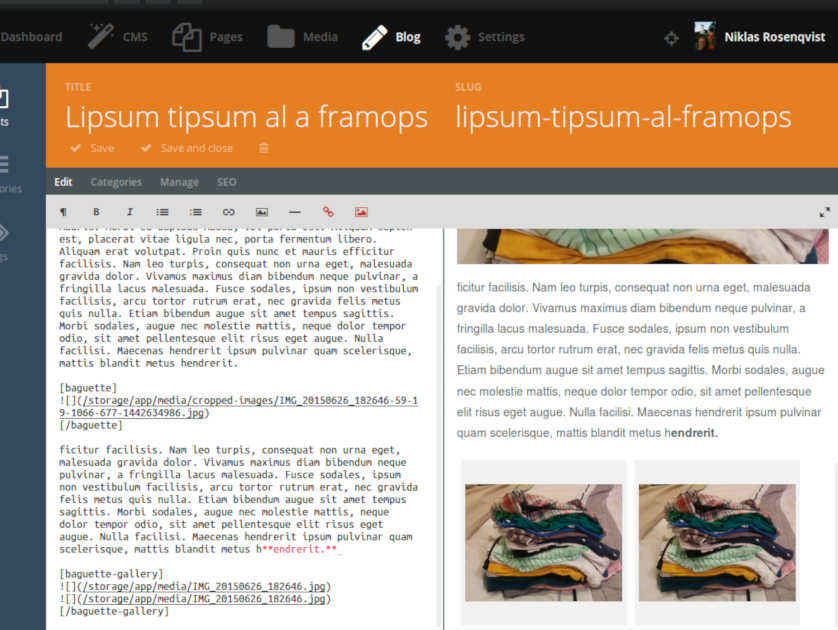 Dashboard CMS Pages Media Blog Settings Niklas Rosenqvist
TITLE SLUG
Lipsum tipsum al a framops lipsum-tipsum-al-framops
Save Save and close
Edit Categories Manage SEO
B I
ts
ories
gs
est, placerat vitae ligula nec, porta fermentum libero.
Aliquam erat volutpat. Proin quis nunc et mauris efficitur
facilisis. Nam leo turpis, consequat non urna eget, malesuada
gravida dolor. Vivamus maximus diam bibendum neque pulvinar, a
fringilla lacus malesuada. Fusce sodales, ipsum non vestibulum
facilisis, arcu tortor rutrum erat, nec gravida felis metus
quis nulla. Etiam bibendum augue sit amet tempus sagittis.
Morbi sodales, augue nec molestie mattis, neque dolor tempor
odio, sit amet pellentesque elit risus eget augue. Nulla
facilisi. Maecenas hendrerit ipsum pulvinar quam scelerisque,
mattis blandit metus hendrerit.
[baguette]
![](/storage/app/media/cropped-images/IMG_20150626_182646-59-1
9-1066-677-1442634986.jpg)
[/baguette]
ficitur facilisis. Nam leo turpis, consequat non urna eget,
malesuada gravida dolor. Vivamus maximus diam bibendum neque
pulvinar, a fringilla lacus malesuada. Fusce sodales, ipsum
non vestibulum facilisis, arcu tortor rutrum erat, nec gravida
felis metus quis nulla. Etiam bibendum augue sit amet tempus
sagittis. Morbi sodales, augue nec molestie mattis, neque
dolor tempor odio, sit amet pellentesque elit risus eget
augue. Nulla facilisi. Maecenas hendrerit ipsum pulvinar quam
scelerisque, mattis blandit metus h**endrerit.**_
[baguette-gallery]
![](/storage/app/media/IMG_20150626_182646.jpg)
![](/storage/app/media/IMG_20150626_182646.jpg)
[/baguette-gallery]
ficitur facilisis. Nam leo turpis, consequat non urna eget, malesuada
gravida dolor. Vivamus maximus diam bibendum neque pulvinar, a
fringilla lacus malesuada. Fusce sodales, ipsum non vestibulum
facilisis, arcu tortor rutrum erat, nec gravida felis metus quis nulla.
Etiam bibendum augue sit amet tempus sagittis. Morbi sodales, augue
nec molestie mattis, neque dolor tempor odio, sit amet pellentesque
elit risus eget augue. Nulla facilisi. Maecenas hendrerit ipsum pulvinar
quam scelerisque, mattis blandit metus hendrerit.